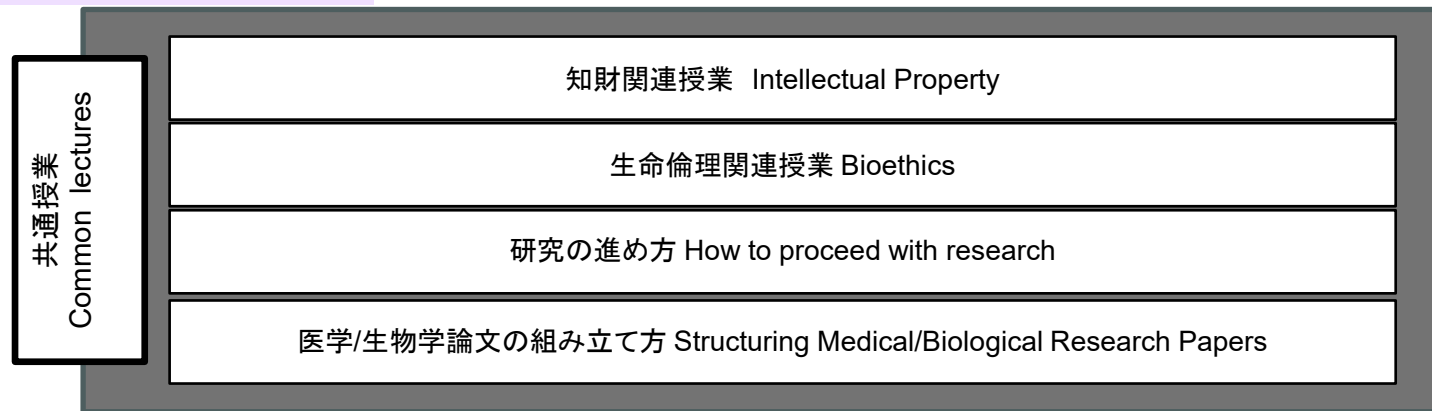 共通授業
Common lectures
知財関連授業 Intellectual Property
生命倫理関連授業 Bioethics
研究の進め方 How to proceed with research
医学/生物学論文の組み立て方 Structuring Medical/Biological Research Papers